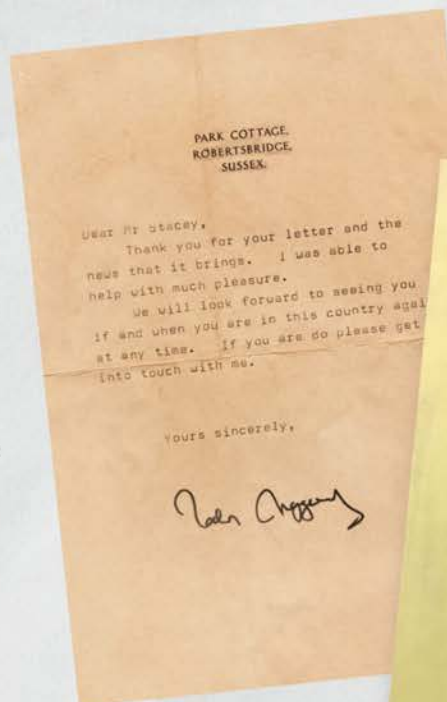 PARK COTTAGE,
ROBERTSBRIDGE,
SUSSEX.
Dear Mr Stacey,
Thank you for your letter and the
news that it brings. I was able to
help with much pleasure.
We will look forward to seeing you
if and when you are in this country agai
at any time. If you are do please get
into touch with me.
Yours sincerely,